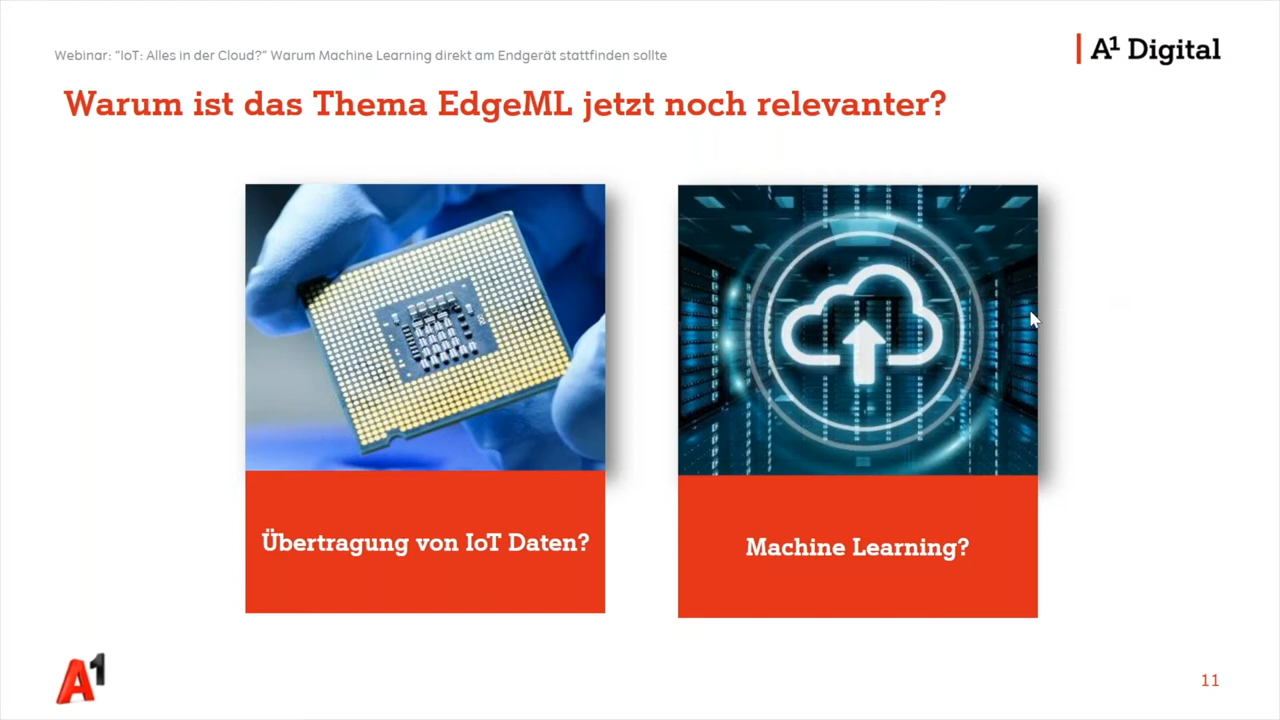 Webinar: “IoT: Alles in der Cloud?” Warum Machine Learning direkt am Endgerät stattfinden sollte
A¹ Digital
Warum ist das Thema EdgeML jetzt noch relevanter?
Übertragung von IoT Daten?
Machine Learning?
A1
11